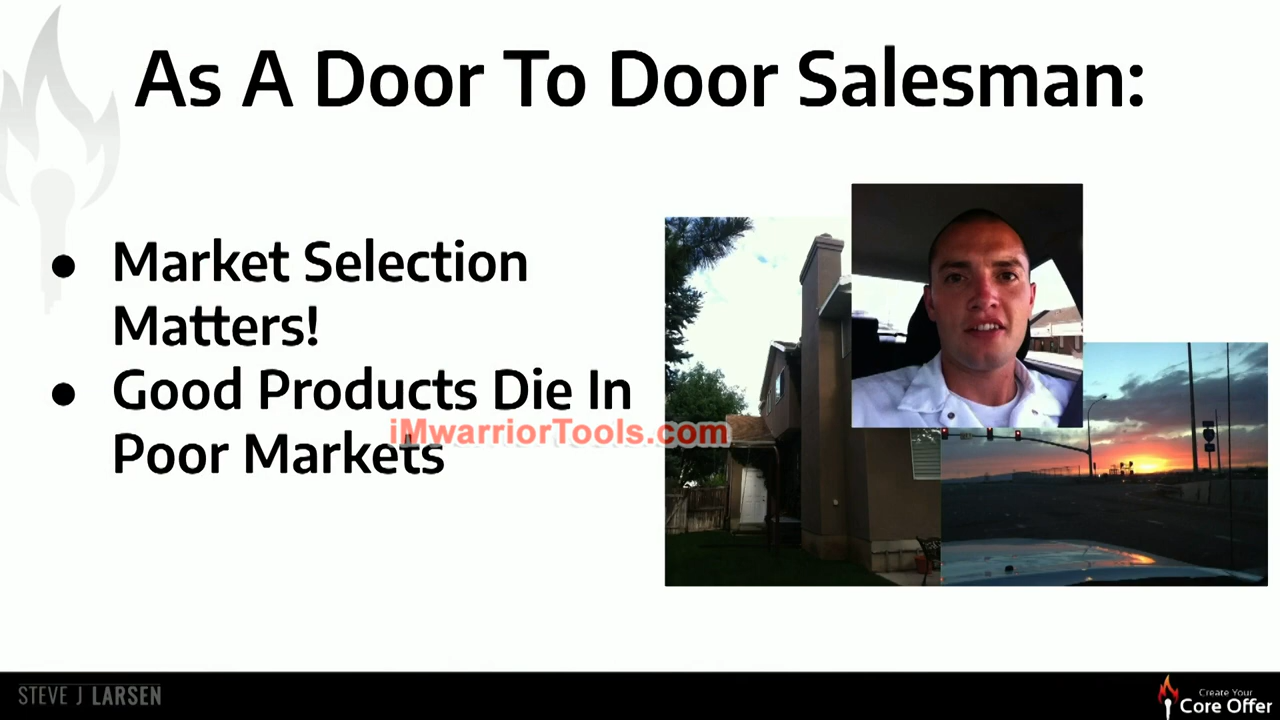 As A Door To Door Salesman:
● Market Selection
Matters!
● Good Products Die In
iMwarriorTools.com
Poor Markets
STEVE J LARSEN
Create Your
Core Offer